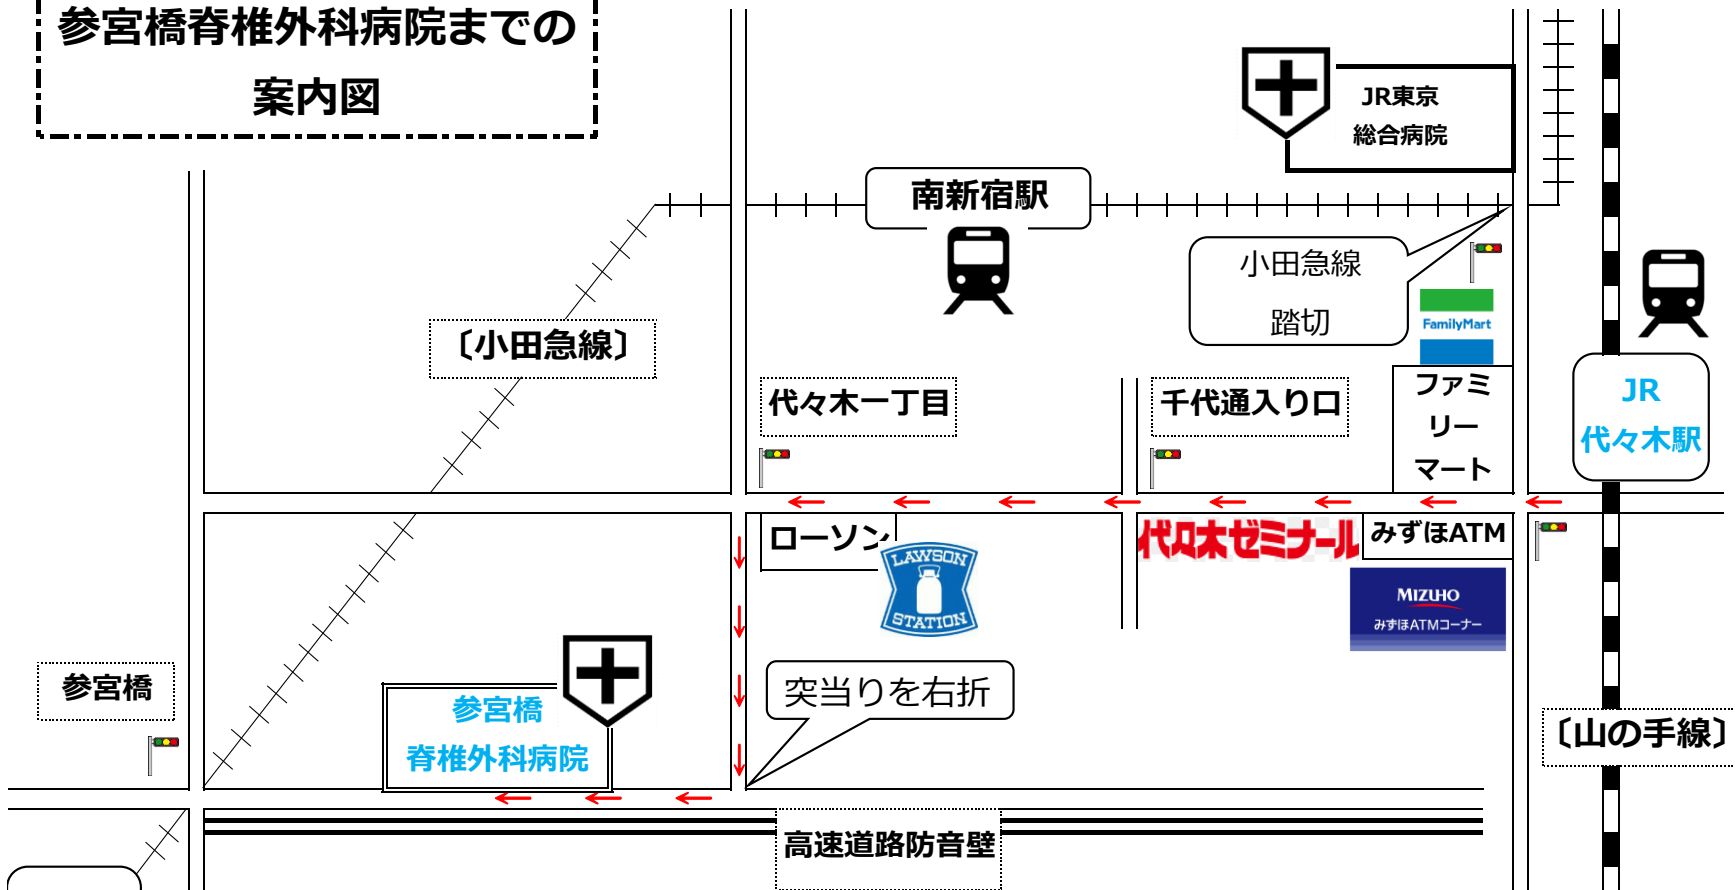 参宮橋脊椎外科病院までの
案内図
JR東京
総合病院
南新宿駅
小田急線
踏切
FamilyMart
〔小田急線〕
代々木一丁目
千代通入り口
ファミ
リー
マート
JR
代々木駅
ローソン
LAWSON
STATION
代々木ゼミナール
みずほATM
MIZUHO
みずほATMコーナー
参宮橋
参宮橋
脊椎外科病院
突当りを右折
〔山の手線〕
高速道路防音壁